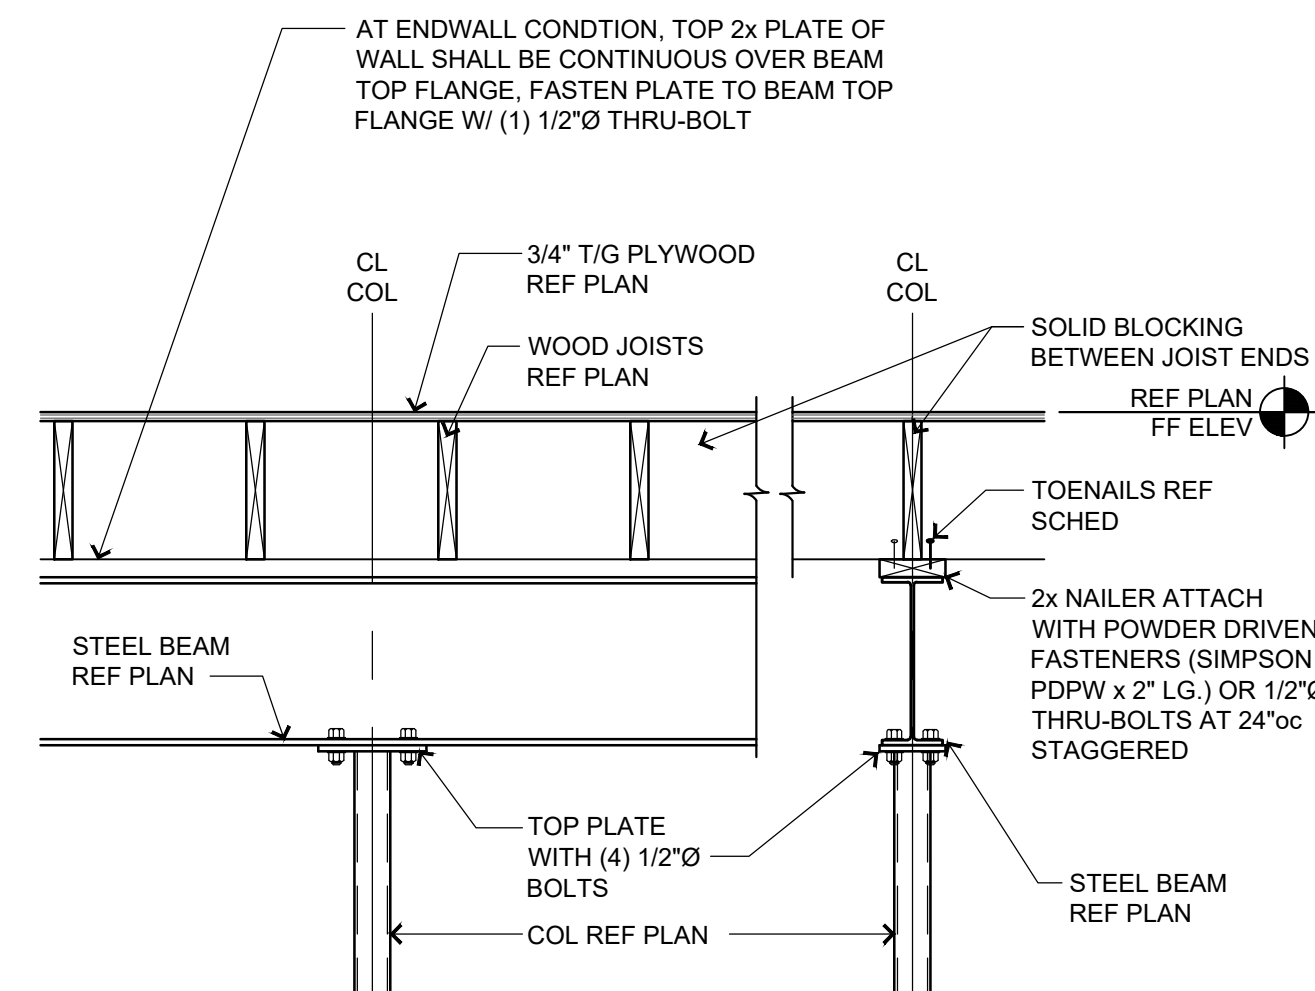 AT ENDWALL CONDTION, TOP 2x PLATE OF
WALL SHALL BE CONTINUOUS OVER BEAM
TOP FLANGE, FASTEN PLATE TO BEAM TOP
FLANGE W/ (1) 1/2"Ø THRU-BOLT
CL
COL
3/4" T/G PLYWOOD
REF PLAN
WOOD JOISTS
REF PLAN
CL
COL
SOLID BLOCKING
BETWEEN JOIST ENDS
REF PLAN
FF ELEV
TOENAILS REF
SCHED
2x NAILER ATTACH
WITH POWDER DRIVEN
FASTENERS (SIMPSON
PDPW x 2" LG.) OR 1/2"Ø
THRU-BOLTS AT 24"oc
STAGGERED
STEEL BEAM
REF PLAN
TOP PLATE
WITH (4) 1/2"Ø
BOLTS
COL REF PLAN
STEEL BEAM
REF PLAN